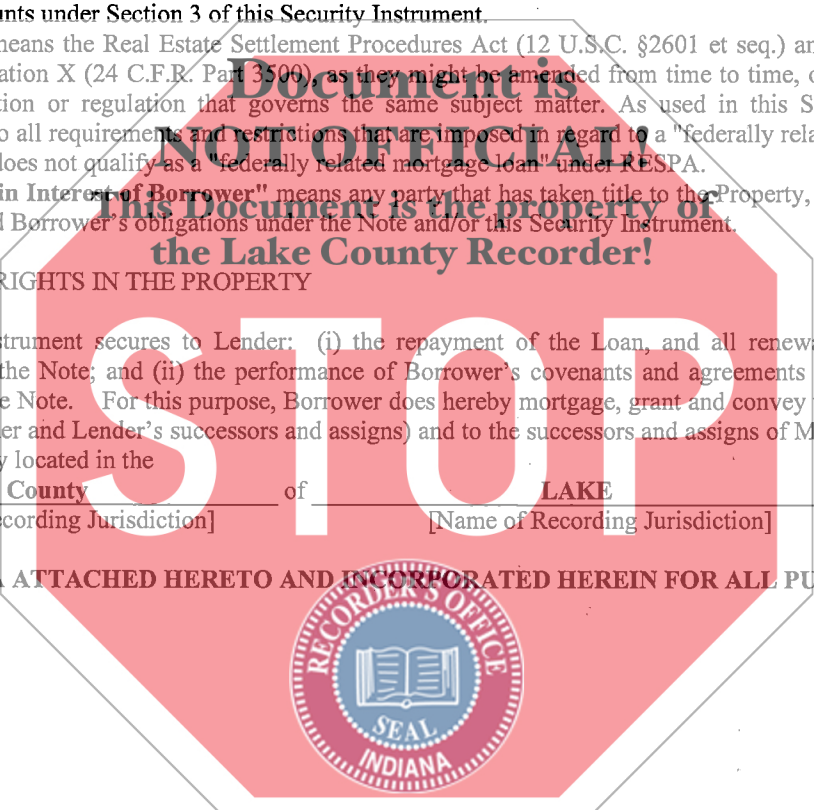 unts under Section 3 of this Security Instrument.
means the Real Estate Settlement Procedures Act (12 U.S.C. §2601 et seq.) an
ation X (24 C.F.R. Part 3500), as they might be amended from time to time, o
Document is
tion or regulation that governs the same subject matter. As used in this S
o all requirements and restrictions that are imposed in regard to a "federally rela
NOT OFFICIAL!
does not qualify as a "federally related mortgage loan" under RESPA.
in Interest of Borrower" means any party that has taken title to the Property,
This Document is the property of
d Borrower's obligations under the Note and/or this Security Instrument.
the Lake County Recorder!
RIGHTS IN THE PROPERTY
STOP
strument secures to Lender: (i) the repayment of the Loan, and all renewa
the Note; and (ii) the performance of Borrower's covenants and agreements
e Note. For this purpose, Borrower does hereby mortgage, grant and convey
er and Lender's successors and assigns) and to the successors and assigns of M
y located in the
County of LAKE
cording Jurisdiction] [Name of Recording Jurisdiction]
A ATTACHED HERETO AND INCORPORATED HEREIN FOR ALL PU
RECORDER'S OFFICE
SEAL
INDIANA